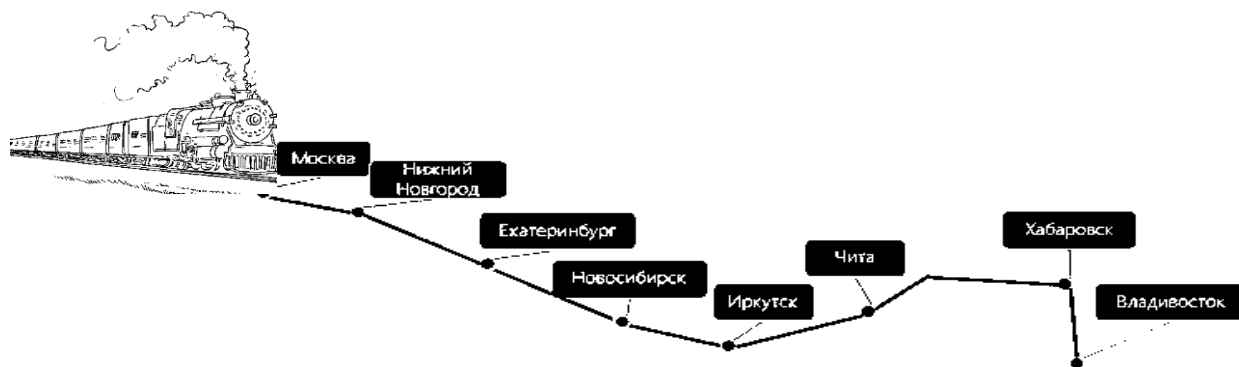 Москва
Нижний
Новгород
Екатеринбург
Новосибирск
Иркутск
Чита
Хабаровск
Владивосток